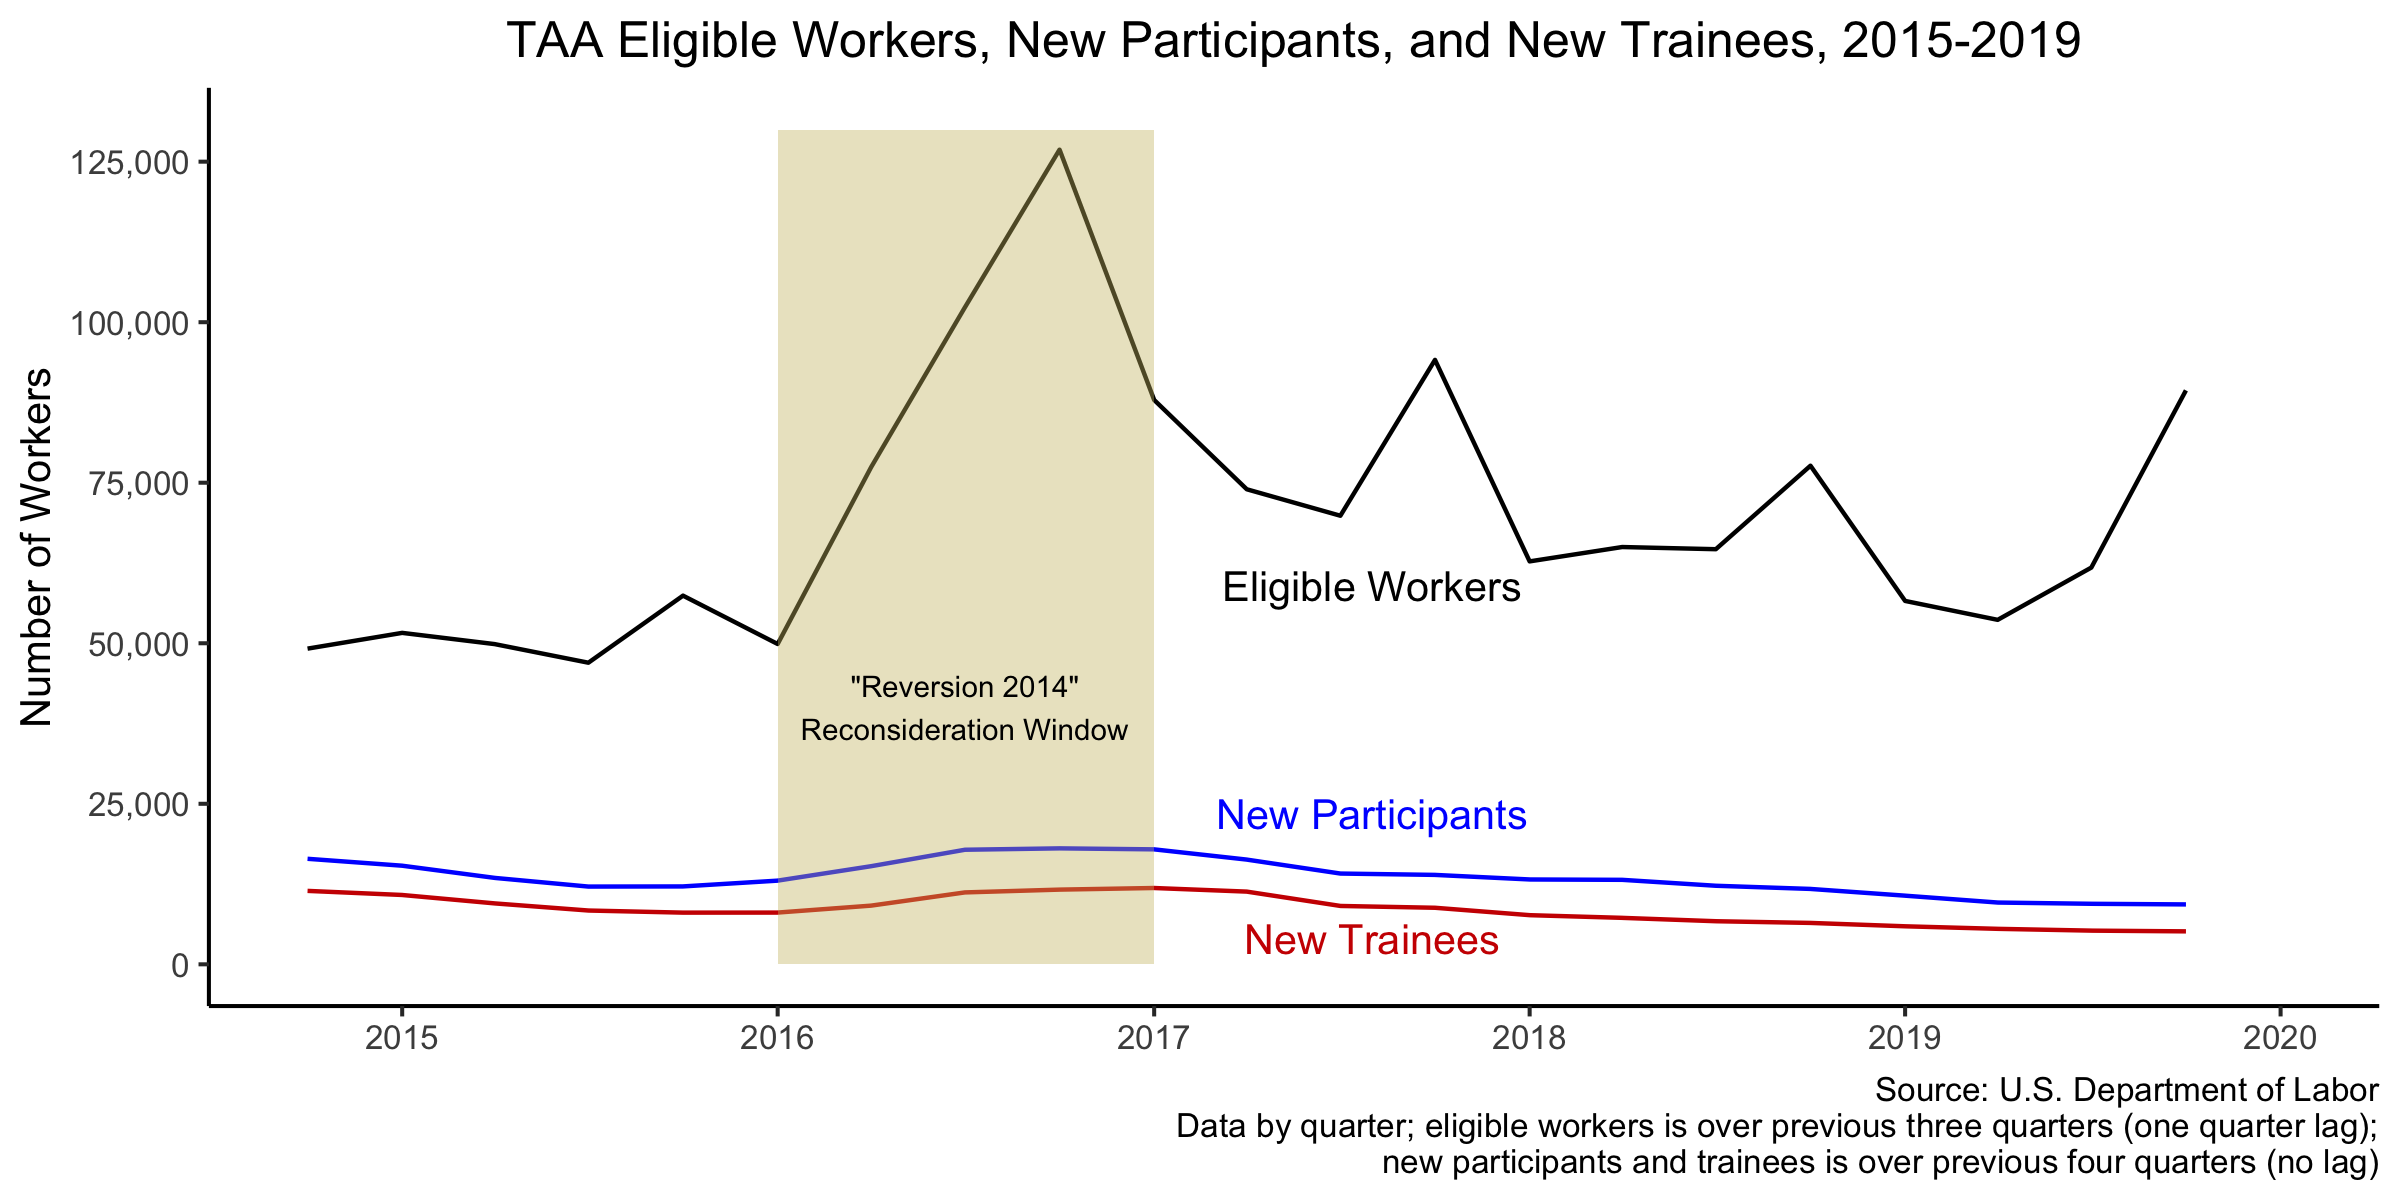 TAA Eligible Workers, New Participants, and New Trainees, 2015-2019
Number of Workers
125,000
100,000
75,000
50,000
25,000
0
Eligible Workers
"Reversion 2014"
Reconsideration Window
New Participants
New Trainees
2015
2016
2017
2018
2019
2020
Source: U.S. Department of Labor
Data by quarter; eligible workers is over previous three quarters (one quarter lag);
new participants and trainees is over previous four quarters (no lag)